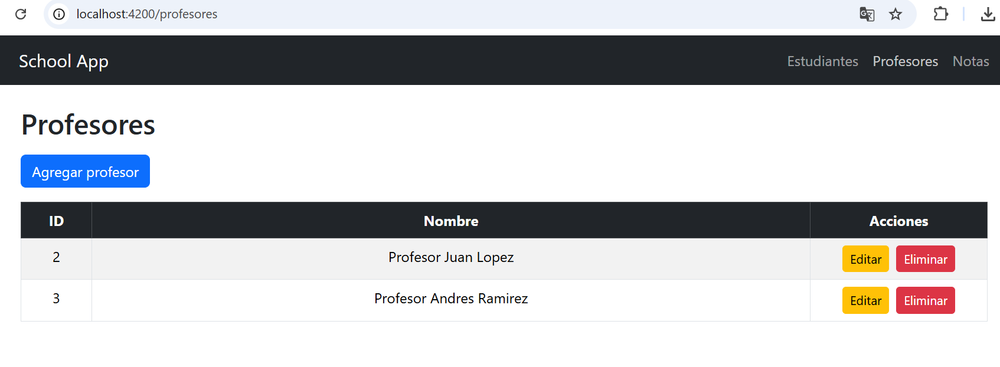 localhost:4200/profesores
School App
Estudiantes Profesores Notas
Profesores
Agregar profesor
ID Nombre Acciones
2 Profesor Juan Lopez Editar Eliminar
3 Profesor Andres Ramirez Editar Eliminar